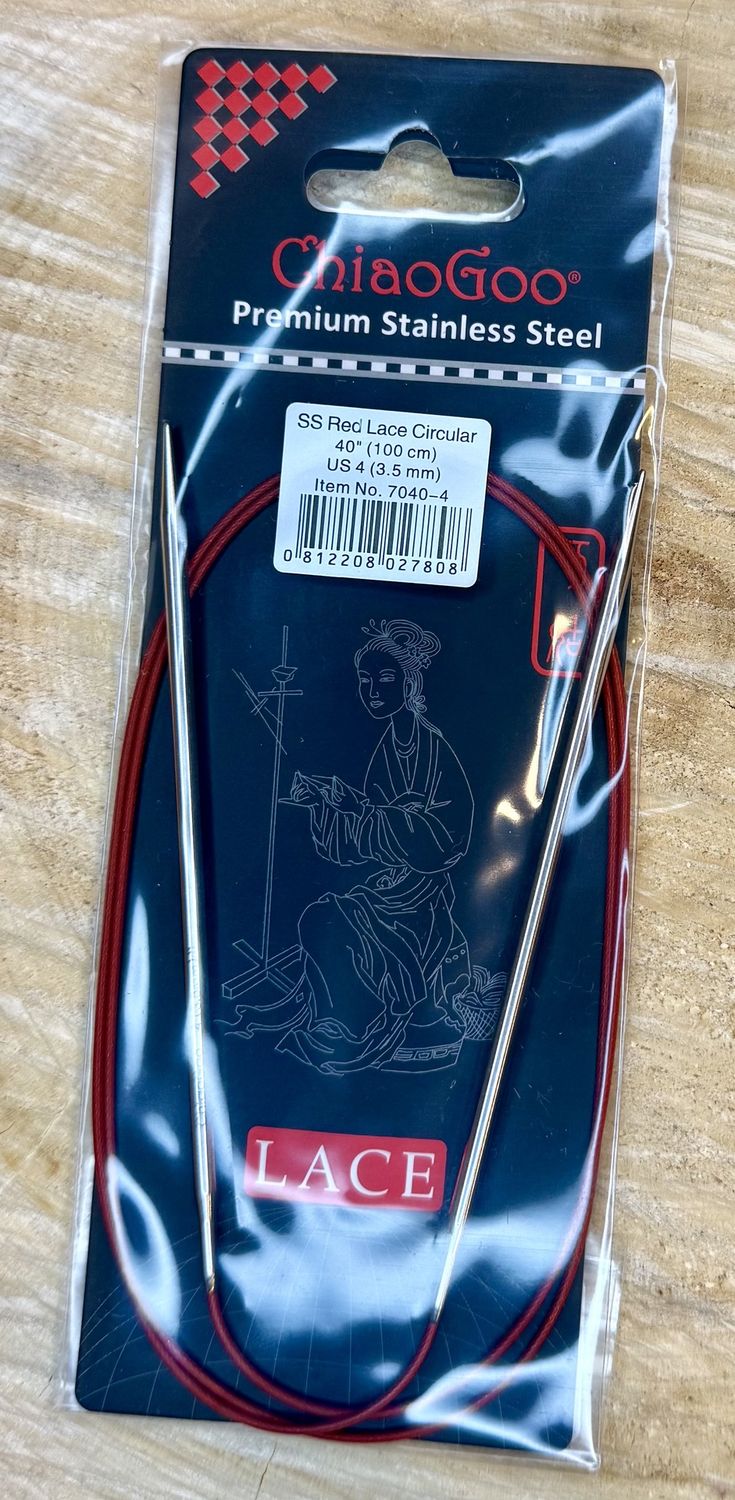 ChiaoGoo®
Premium Stainless Steel
SS Red Lace Circular
40" (100 cm)
US 4 (3.5 mm)
Item No. 7040-4
0 812208 027808
LACE